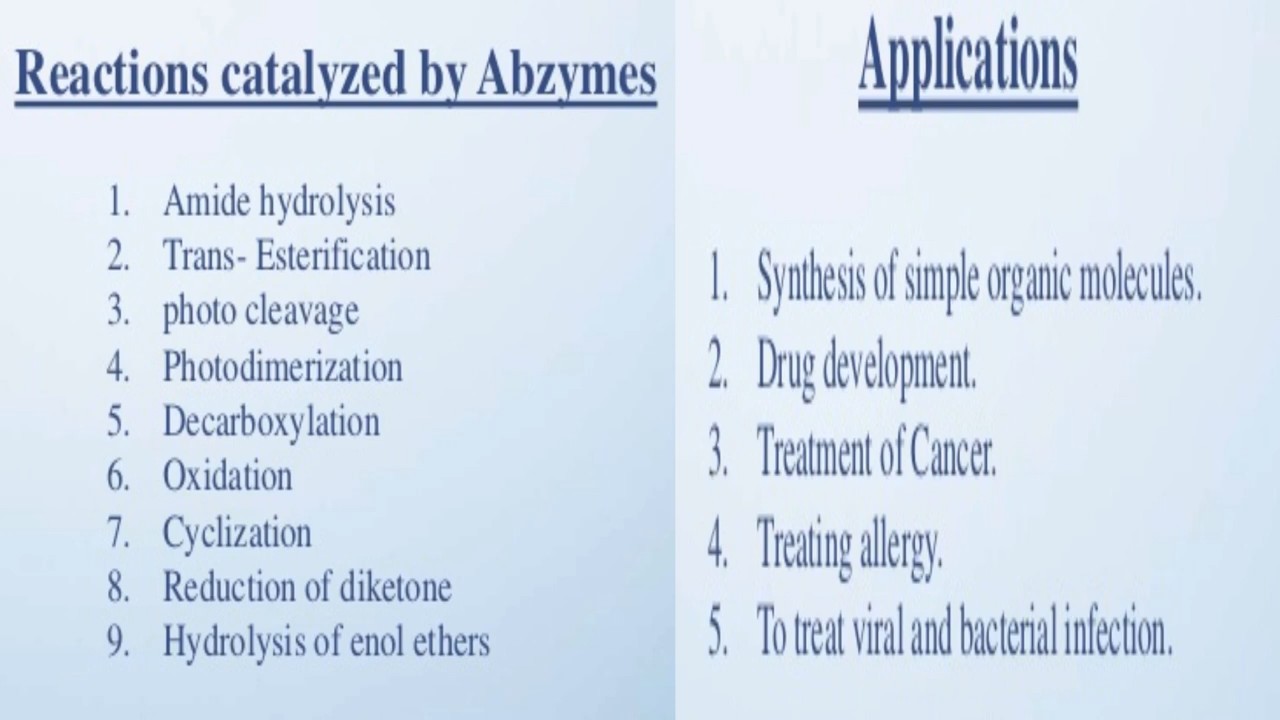 Reactions catalyzed by Abzymes
1. Amide hydrolysis
2. Trans- Esterification
3. photo cleavage
4. Photodimerization
5. Decarboxylation
6. Oxidation
7. Cyclization
8. Reduction of diketone
9. Hydrolysis of enol ethers
Applications
1. Synthesis of simple organic molecules.
2. Drug development.
3. Treatment of Cancer.
4. Treating allergy.
5. To treat viral and bacterial infection.